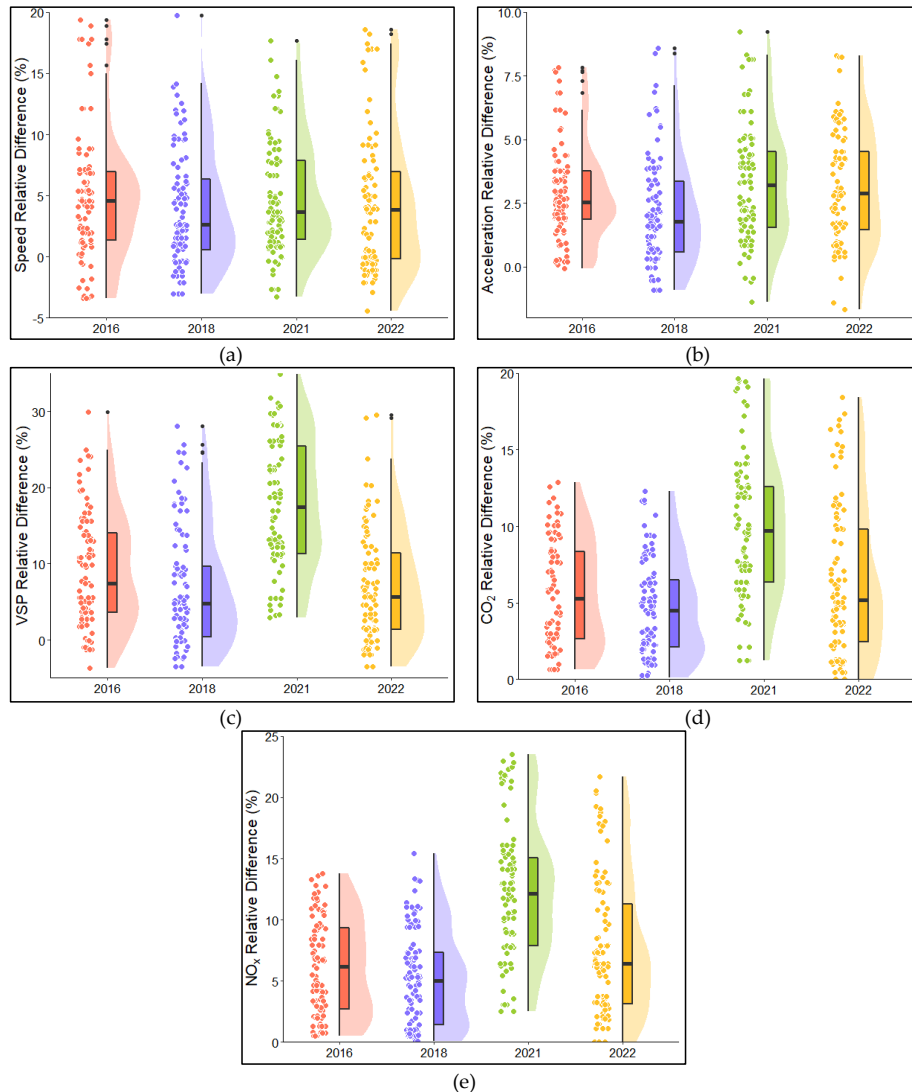 Speed Relative Difference (%)
20
15
10
5
0
-5
2016 2018 2021 2022
(a)
Acceleration Relative Difference (%)
10.0
7.5
5.0
2.5
0.0
2016 2018 2021 2022
(b)
VSP Relative Difference (%)
30
20
10
0
2016 2018 2021 2022
(c)
CO₂ Relative Difference (%)
20
15
10
5
0
2016 2018 2021 2022
(d)
NOₓ Relative Difference (%)
25
20
15
10
5
0
2016 2018 2021 2022
(e)